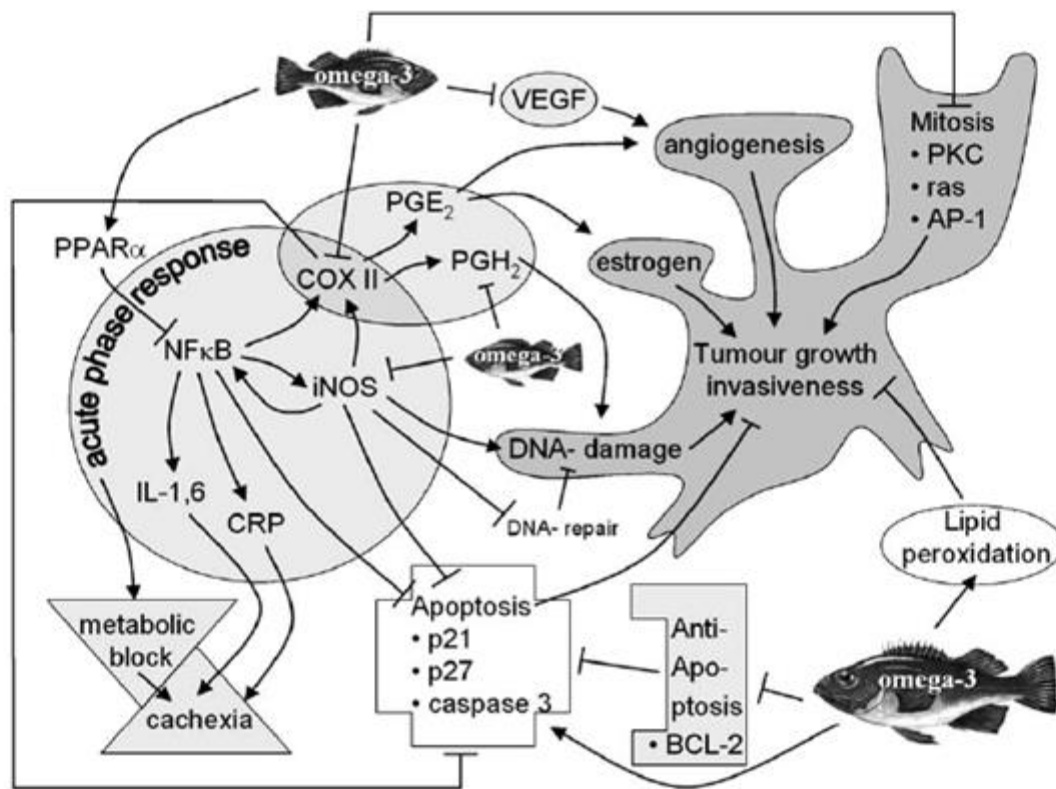 omega-3
VEGF
angiogenesis
Mitosis
• PKC
• ras
• AP-1
PGE₂
PPARα
acute phase response
COX II
PGH₂
estrogen
NFκB
iNOS
omega-3
Tumour growth
invasiveness
DNA- damage
IL-1,6
CRP
DNA- repair
Lipid
peroxidation
metabolic
block
cachexia
Apoptosis
• p21
• p27
• caspase 3
Anti-
Apo-
ptosis
• BCL-2
omega-3